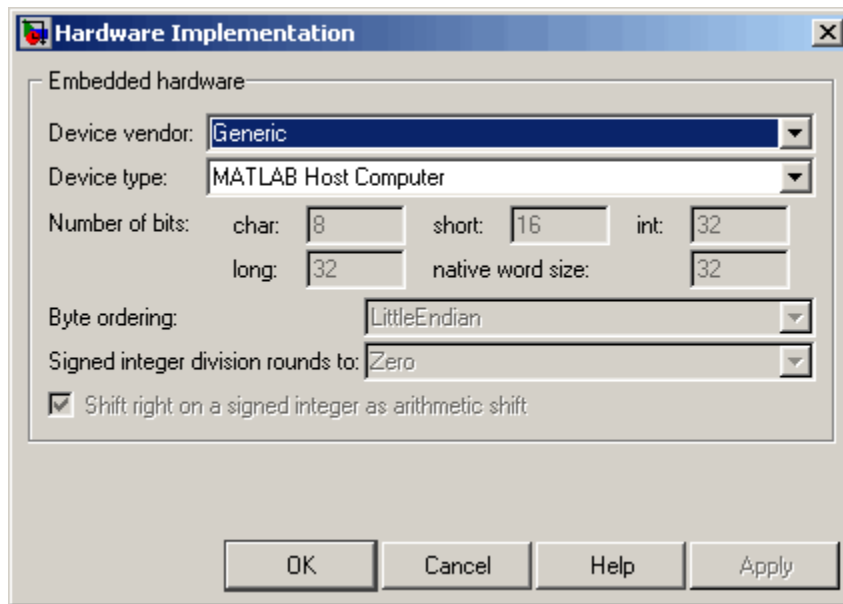 Hardware Implementation
Embedded hardware
Device vendor: Generic
Device type: MATLAB Host Computer
Number of bits: char: 8 short: 16 int: 32
long: 32 native word size: 32
Byte ordering: LittleEndian
Signed integer division rounds to: Zero
Shift right on a signed integer as arithmetic shift
OK Cancel Help Apply